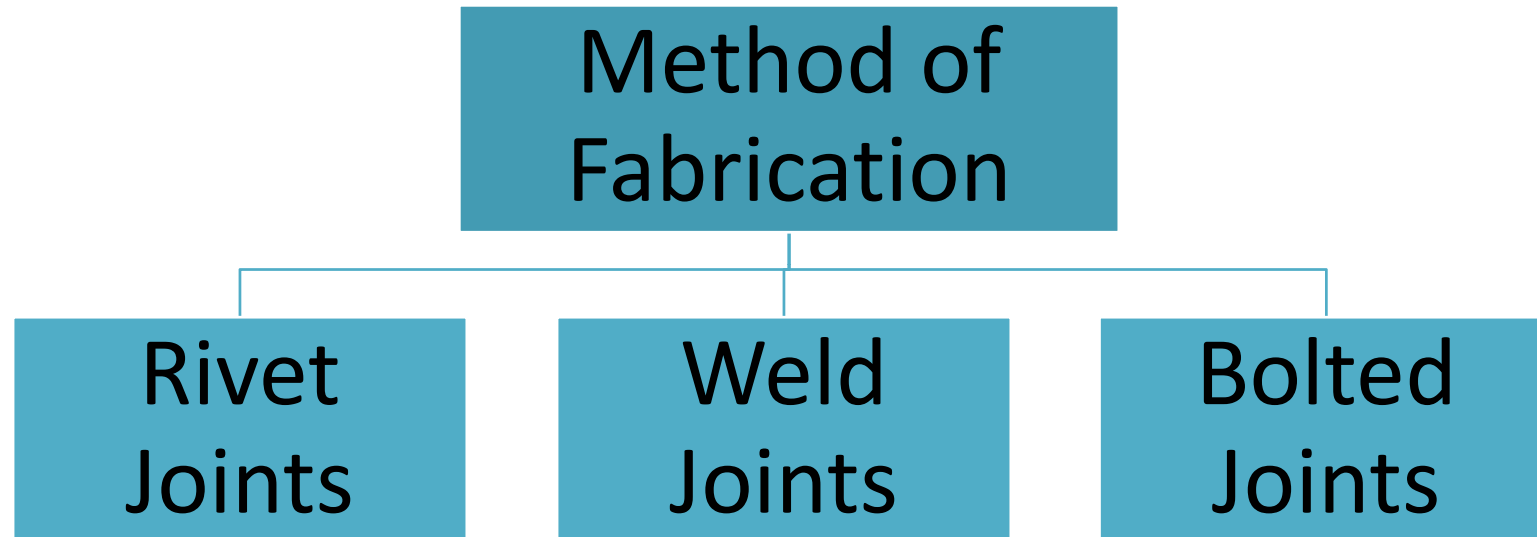 Method of
Fabrication
Rivet
Joints
Weld
Joints
Bolted
Joints